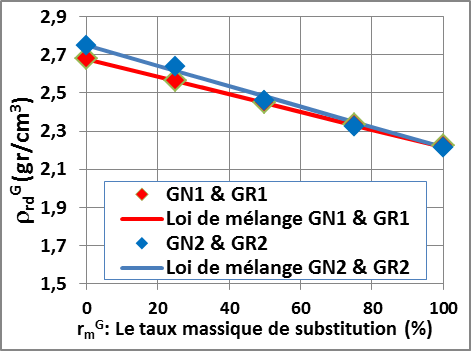 2,9
2,7
2,5
2,3
2,1
1,9
1,7
1,5
ρrd^G (gr/cm³)
GN1 & GR1
Loi de mélange GN1 & GR1
GN2 & GR2
Loi de mélange GN2 & GR2
0 20 40 60 80 100
rm^G: Le taux massique de substitution (%)